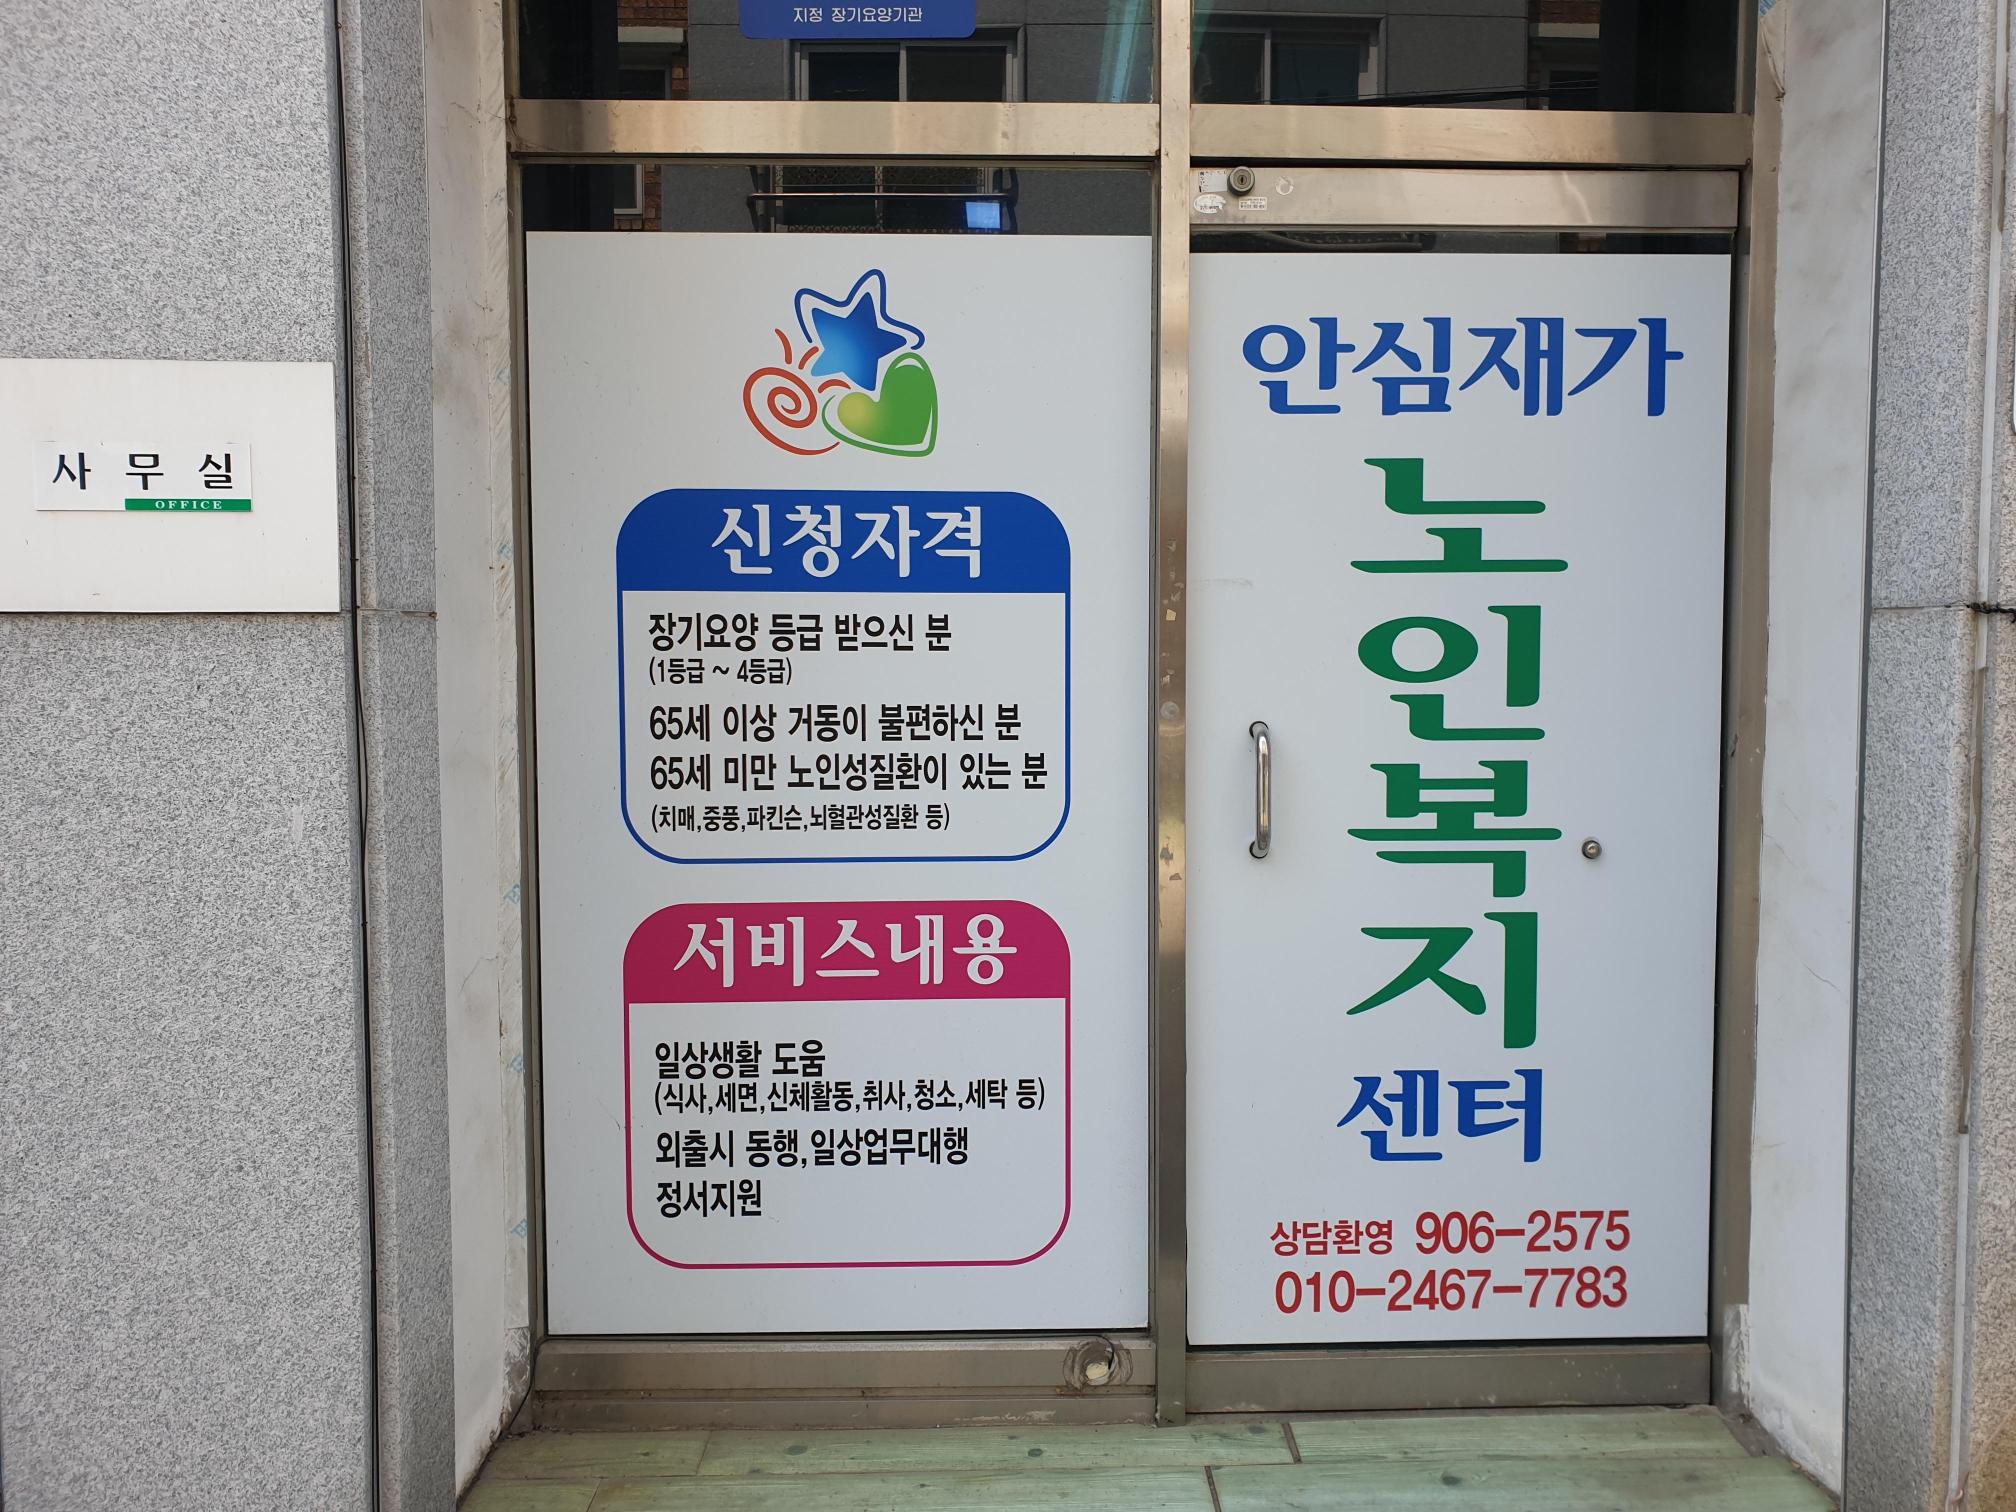 지정 장기요양기관
사무실
OFFICE
신청자격
장기요양 등급 받으신 분
(1등급 ~ 4등급)
65세 이상 거동이 불편하신 분
65세 미만 노인성질환이 있는 분
(치매,중풍,파킨슨,뇌혈관성질환 등)
서비스내용
일상생활 도움
(식사,세면,신체활동,취사,청소,세탁 등)
외출시 동행,일상업무대행
정서지원
안심재가
노
인
복
지
센터
상담환영 906-2575
010-2467-7783